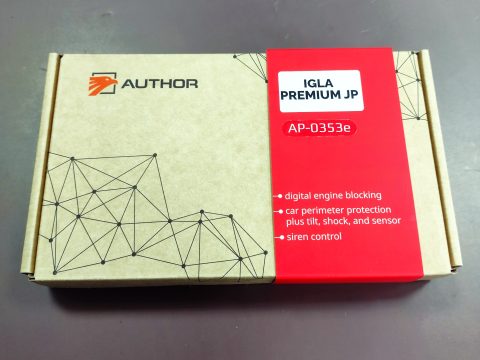 AUTHOR
IGLA
PREMIUM JP
AP-0353e
digital engine blocking
car perimeter protection
plus tilt, shock, and sensor
siren control